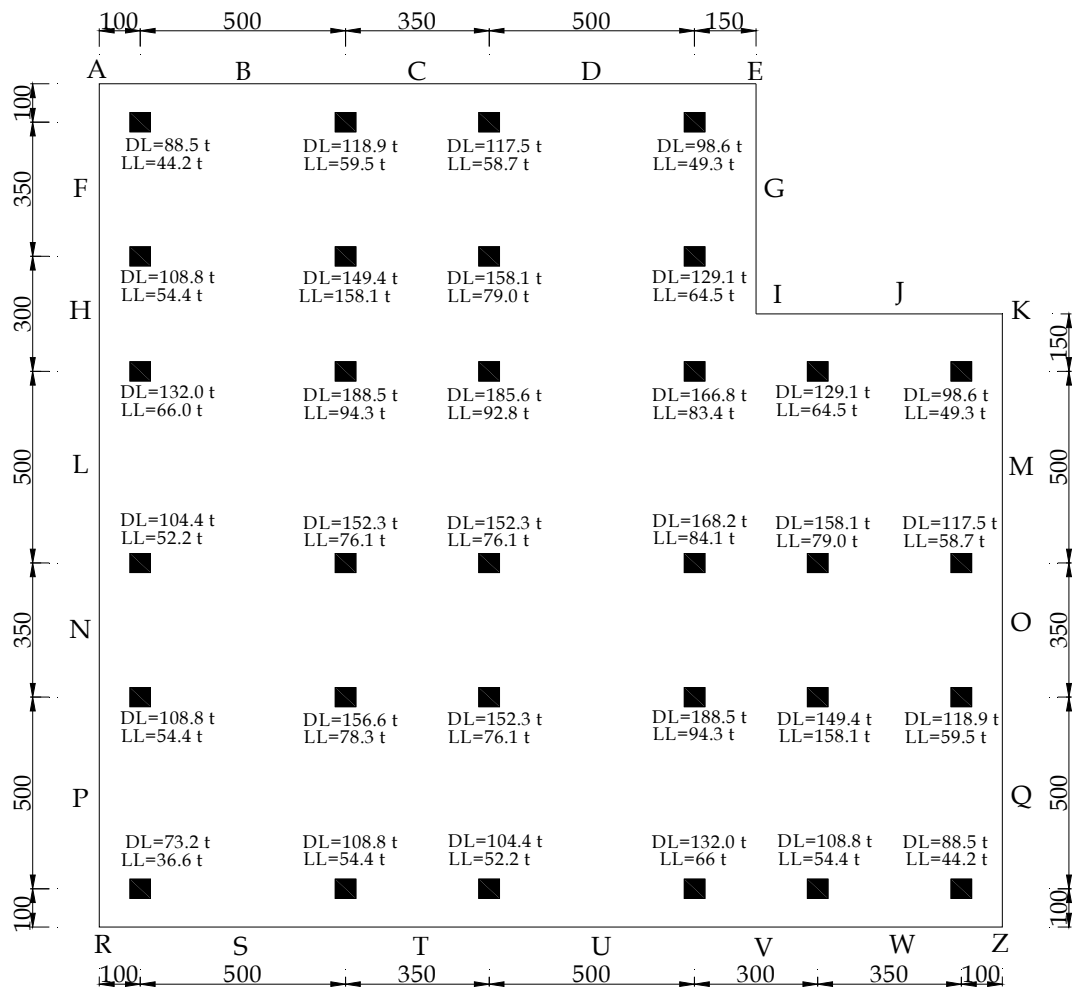 100 500 350 500 150
A B C D E
100
DL=88.5 t DL=118.9 t DL=117.5 t DL=98.6 t
LL=44.2 t LL=59.5 t LL=58.7 t LL=49.3 t
350 F G
DL=108.8 t DL=149.4 t DL=158.1 t DL=129.1 t
LL=54.4 t LL=158.1 t LL=79.0 t LL=64.5 t
300 H I J K
150
DL=132.0 t DL=188.5 t DL=185.6 t DL=166.8 t DL=129.1 t DL=98.6 t
LL=66.0 t LL=94.3 t LL=92.8 t LL=83.4 t LL=64.5 t LL=49.3 t
500 L M 500
DL=104.4 t DL=152.3 t DL=152.3 t DL=168.2 t DL=158.1 t DL=117.5 t
LL=52.2 t LL=76.1 t LL=76.1 t LL=84.1 t LL=79.0 t LL=58.7 t
350 N O 350
DL=108.8 t DL=156.6 t DL=152.3 t DL=188.5 t DL=149.4 t DL=118.9 t
LL=54.4 t LL=78.3 t LL=76.1 t LL=94.3 t LL=158.1 t LL=59.5 t
500 P Q 500
DL=73.2 t DL=108.8 t DL=104.4 t DL=132.0 t DL=108.8 t DL=88.5 t
LL=36.6 t LL=54.4 t LL=52.2 t LL=66 t LL=54.4 t LL=44.2 t
100 100
R S T U V W Z
100 500 350 500 300 350 100